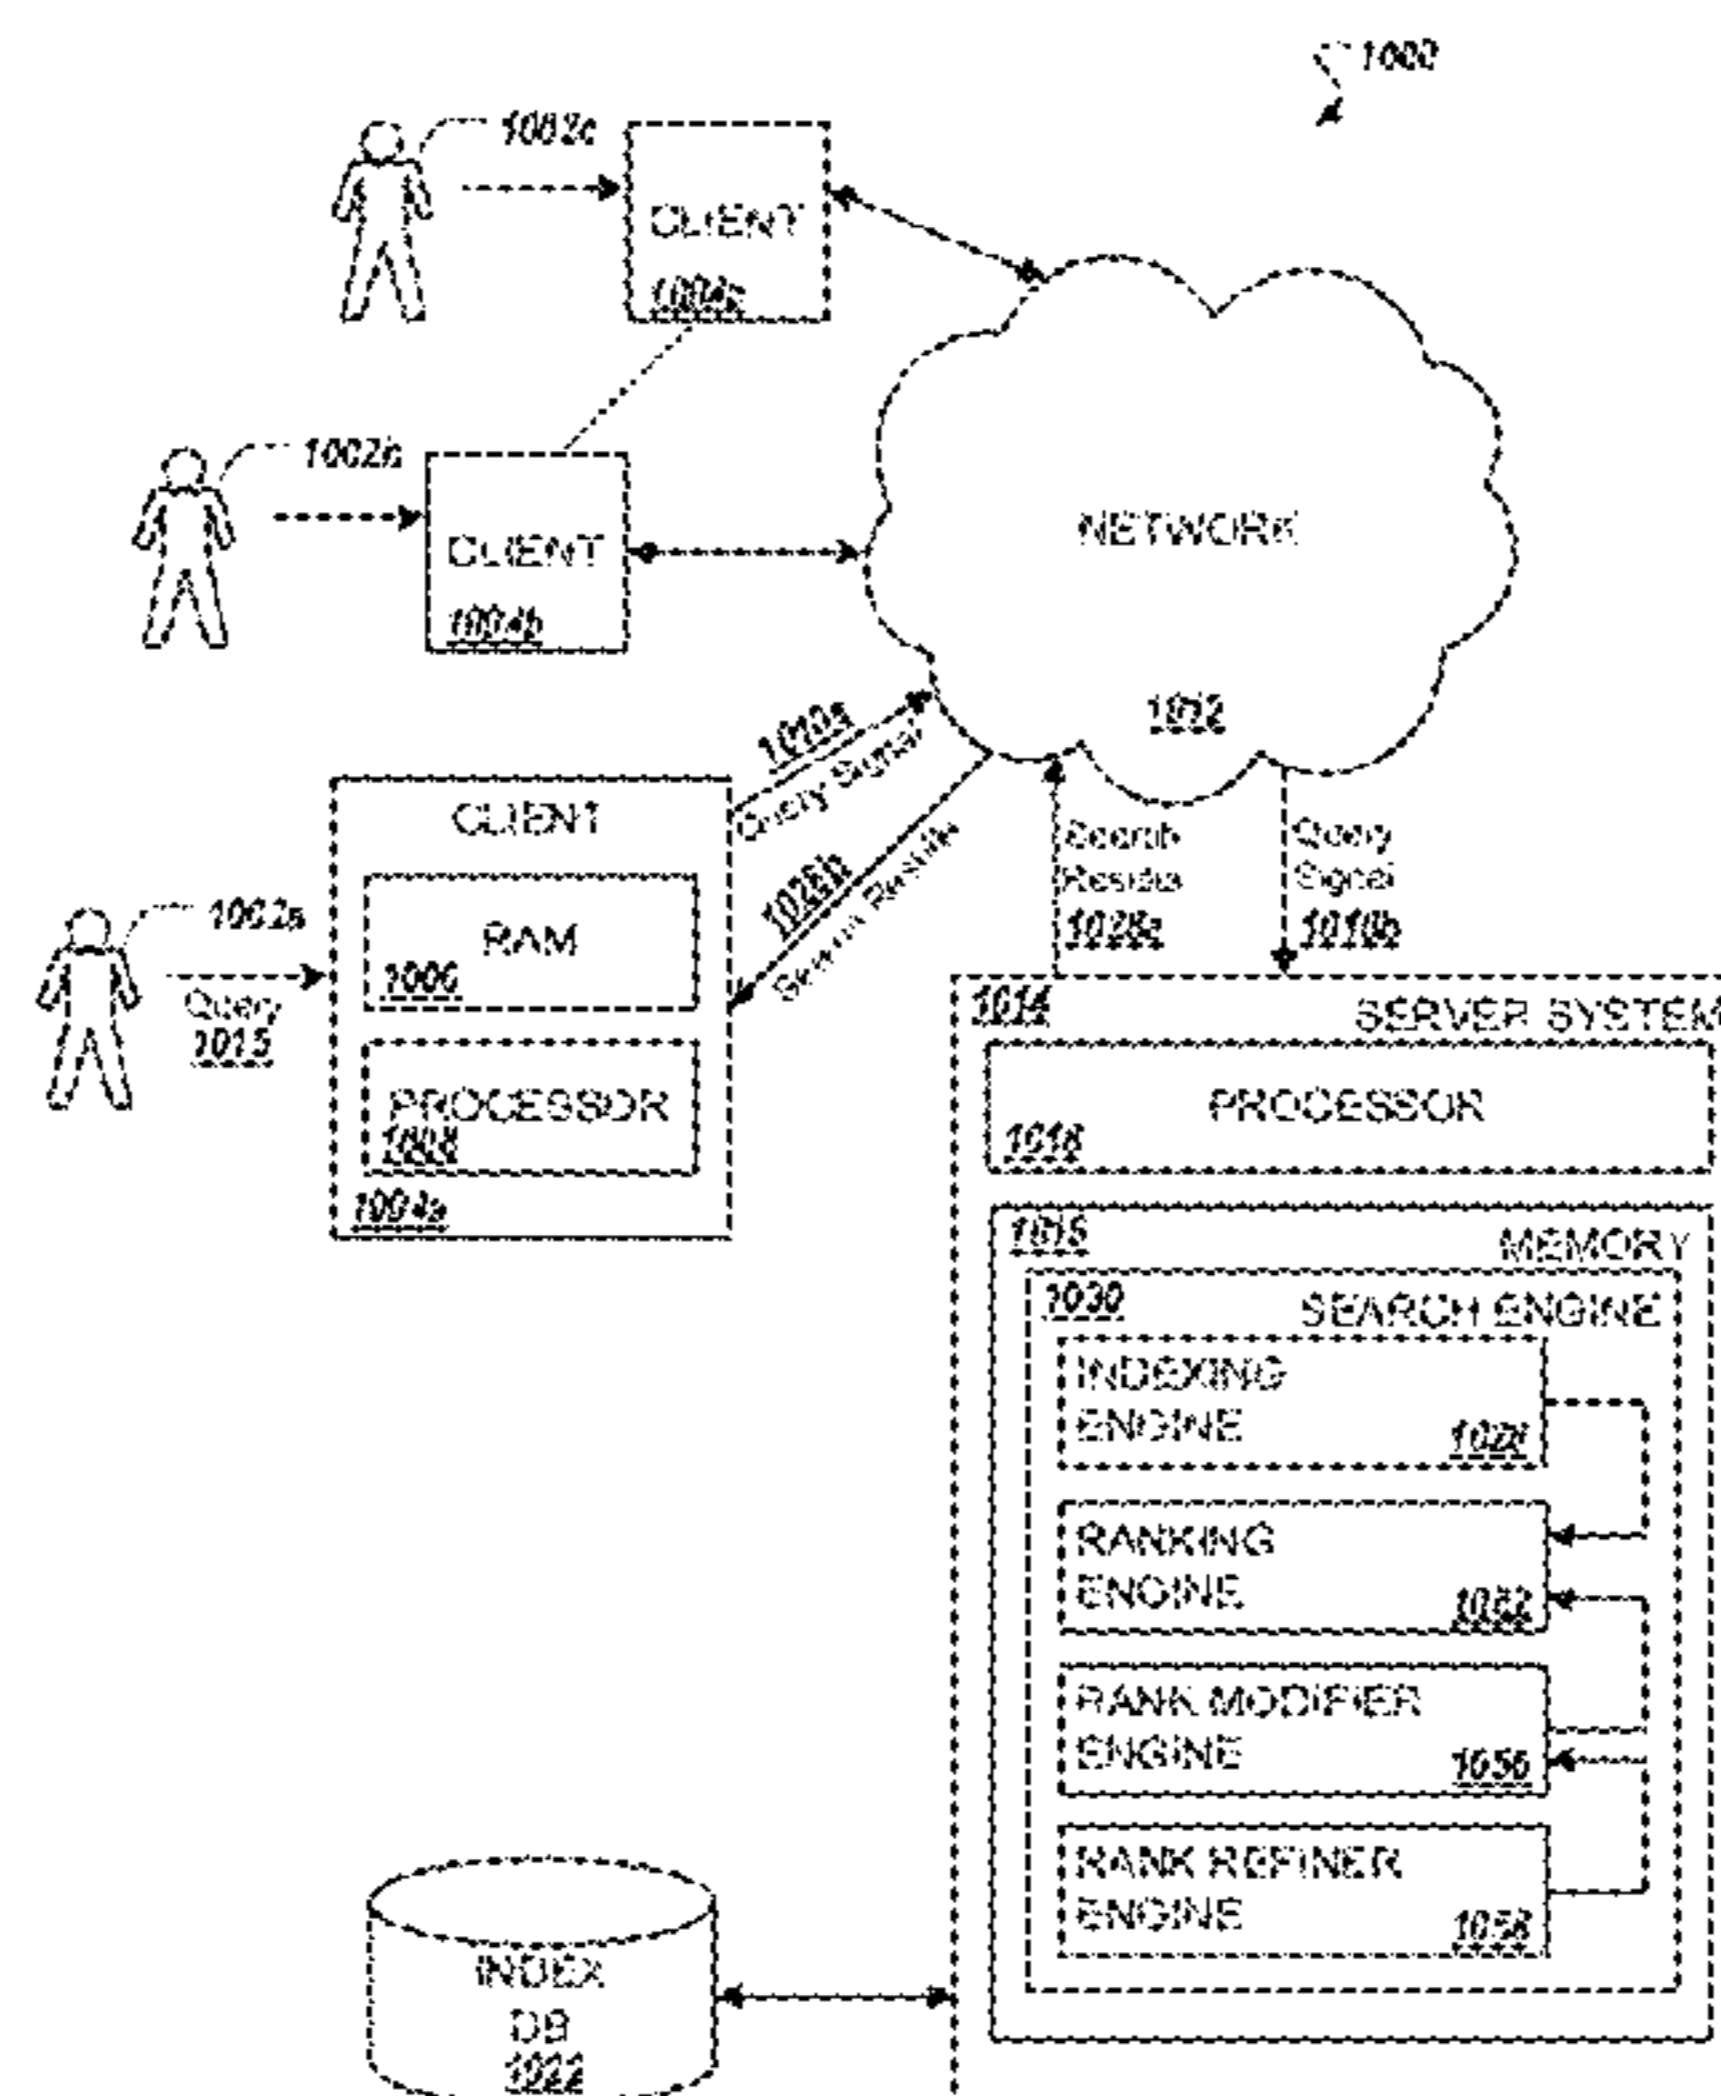 1000
1002c
CLIENT
1004c
1002b
CLIENT
1004b
NETWORK
1012
1010a
Query Signal
1028b
Search Results
CLIENT
RAM
1006
PROCESSOR
1008
1004a
1002a
Query
1015
Search
Results
1028a
Query
Signal
1010b
1014
SERVER SYSTEM
PROCESSOR
MEMORY
1030
SEARCH ENGINE
INDEXING
ENGINE
RANKING
ENGINE
1052
RANK MODIFIER
ENGINE
1056
RANK REFINER
ENGINE
1058
INDEX
DB
1022